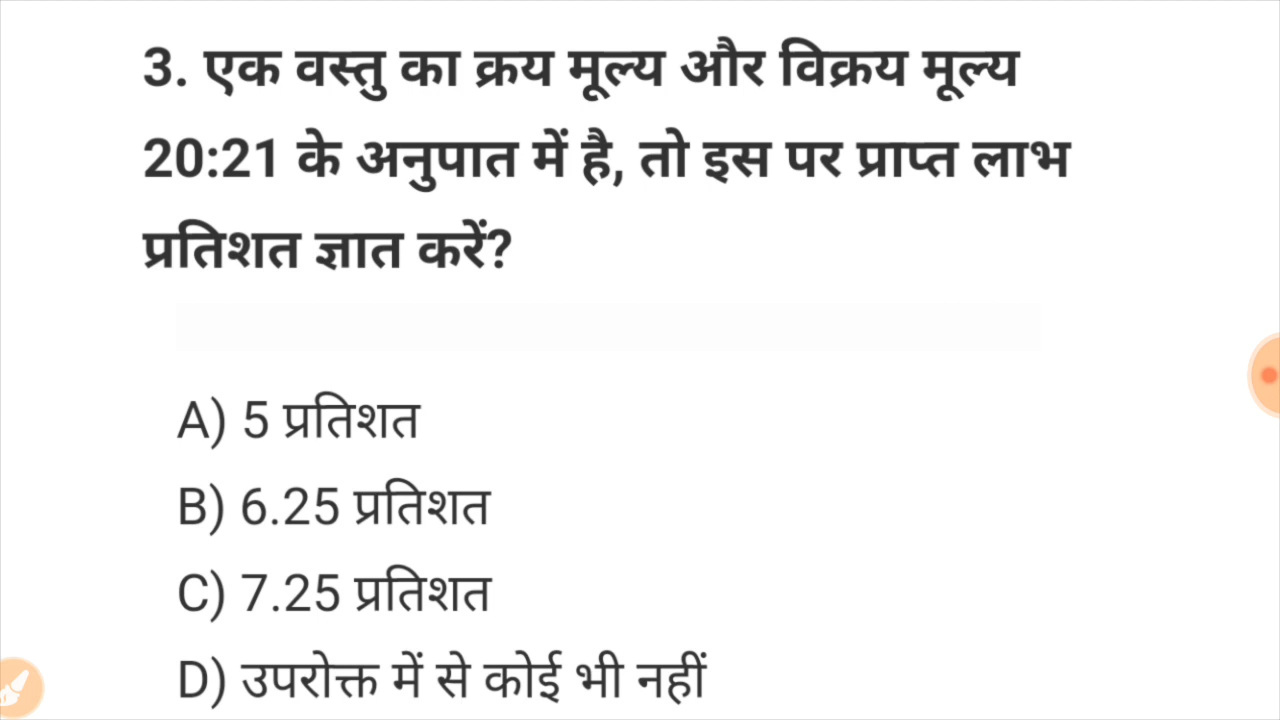 3. एक वस्तु का क्रय मूल्य और विक्रय मूल्य
20:21 के अनुपात में है, तो इस पर प्राप्त लाभ
प्रतिशत ज्ञात करें?
A) 5 प्रतिशत
B) 6.25 प्रतिशत
C) 7.25 प्रतिशत
D) उपरोक्त में से कोई भी नहीं